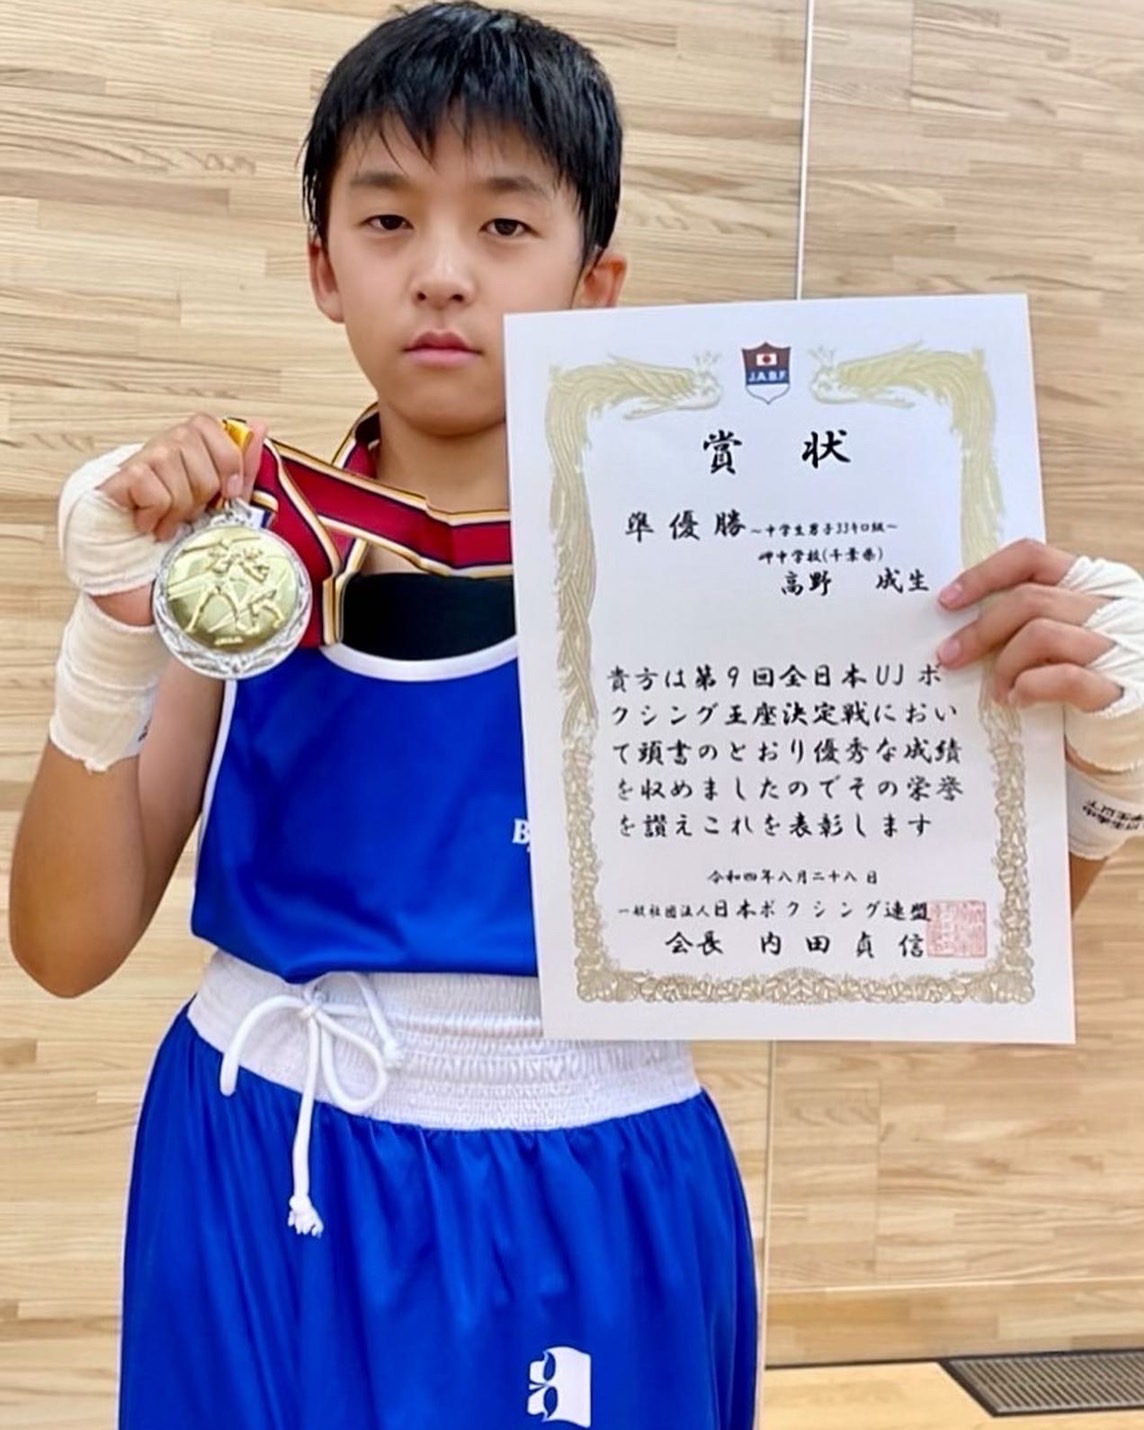 J.A.B.F.
賞状
準優勝 ~中学生男子33キロ級~
岬中学校(千葉県)
高野 成生
貴方は第9回全日本UJボ
クシング王座決定戦におい
て頭書のとおり優秀な成績
を収めましたのでその栄誉
を讃えこれを表彰します
令和四年八月二十八日
一般社団法人日本ボクシング連盟
会長 内田貞信